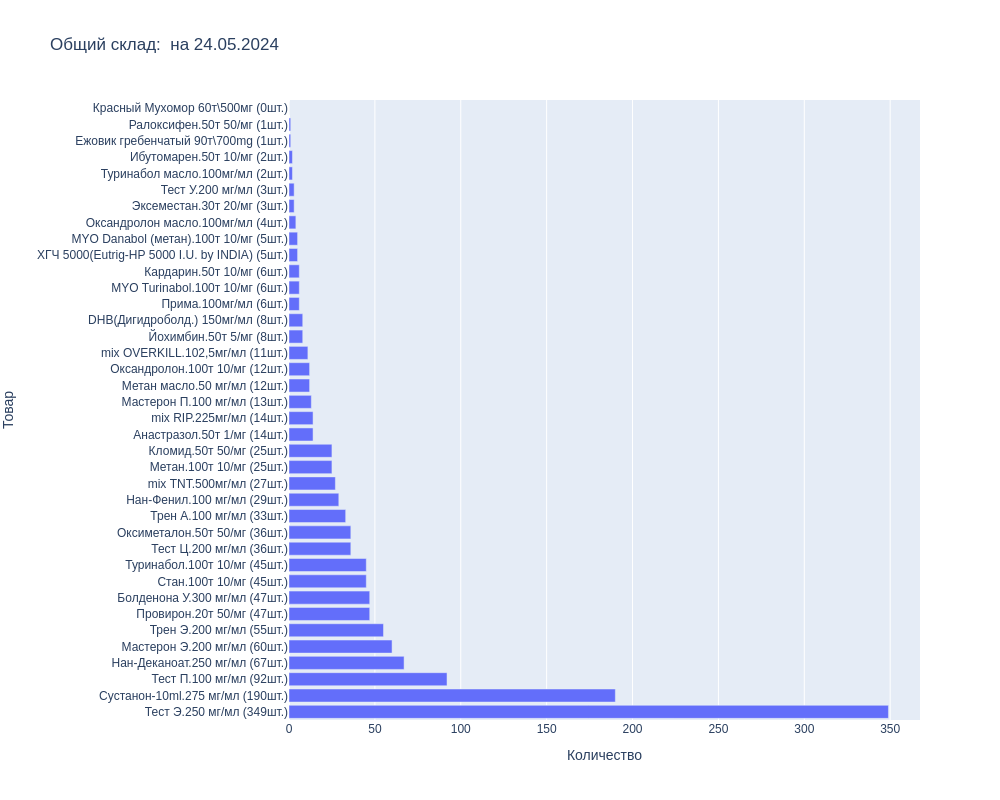 Общий склад:  на 24.05.2024
Красный Мухомор 60т\500мг (0шт.)
Ралоксифен.50т 50/мг (1шт.)
Ежовик гребенчатый 90т\700mg (1шт.)
Ибутомарен.50т 10/мг (2шт.)
Туринабол масло.100мг/мл (2шт.)
Тест У.200 мг/мл (3шт.)
Эксеместан.30т 20/мг (3шт.)
Оксандролон масло.100мг/мл (4шт.)
MYO Danabol (метан).100т 10/мг (5шт.)
ХГЧ 5000(Eutrig-HP 5000 I.U. by INDIA) (5шт.)
Кардарин.50т 10/мг (6шт.)
MYO Turinabol.100т 10/мг (6шт.)
Прима.100мг/мл (6шт.)
DHB(Дигидроболд.) 150мг/мл (8шт.)
Йохимбин.50т 5/мг (8шт.)
mix OVERKILL.102,5мг/мл (11шт.)
Оксандролон.100т 10/мг (12шт.)
Метан масло.50 мг/мл (12шт.)
Мастерон П.100 мг/мл (13шт.)
mix RIP.225мг/мл (14шт.)
Анастразол.50т 1/мг (14шт.)
Кломид.50т 50/мг (25шт.)
Метан.100т 10/мг (25шт.)
mix TNT.500мг/мл (27шт.)
Нан-Фенил.100 мг/мл (29шт.)
Трен А.100 мг/мл (33шт.)
Оксиметалон.50т 50/мг (36шт.)
Тест Ц.200 мг/мл (36шт.)
Туринабол.100т 10/мг (45шт.)
Стан.100т 10/мг (45шт.)
Болденона У.300 мг/мл (47шт.)
Провирон.20т 50/мг (47шт.)
Трен Э.200 мг/мл (55шт.)
Мастерон Э.200 мг/мл (60шт.)
Нан-Деканоат.250 мг/мл (67шт.)
Тест П.100 мг/мл (92шт.)
Сустанон-10ml.275 мг/мл (190шт.)
Тест Э.250 мг/мл (349шт.)
Товар
0 50 100 150 200 250 300 350
Количество